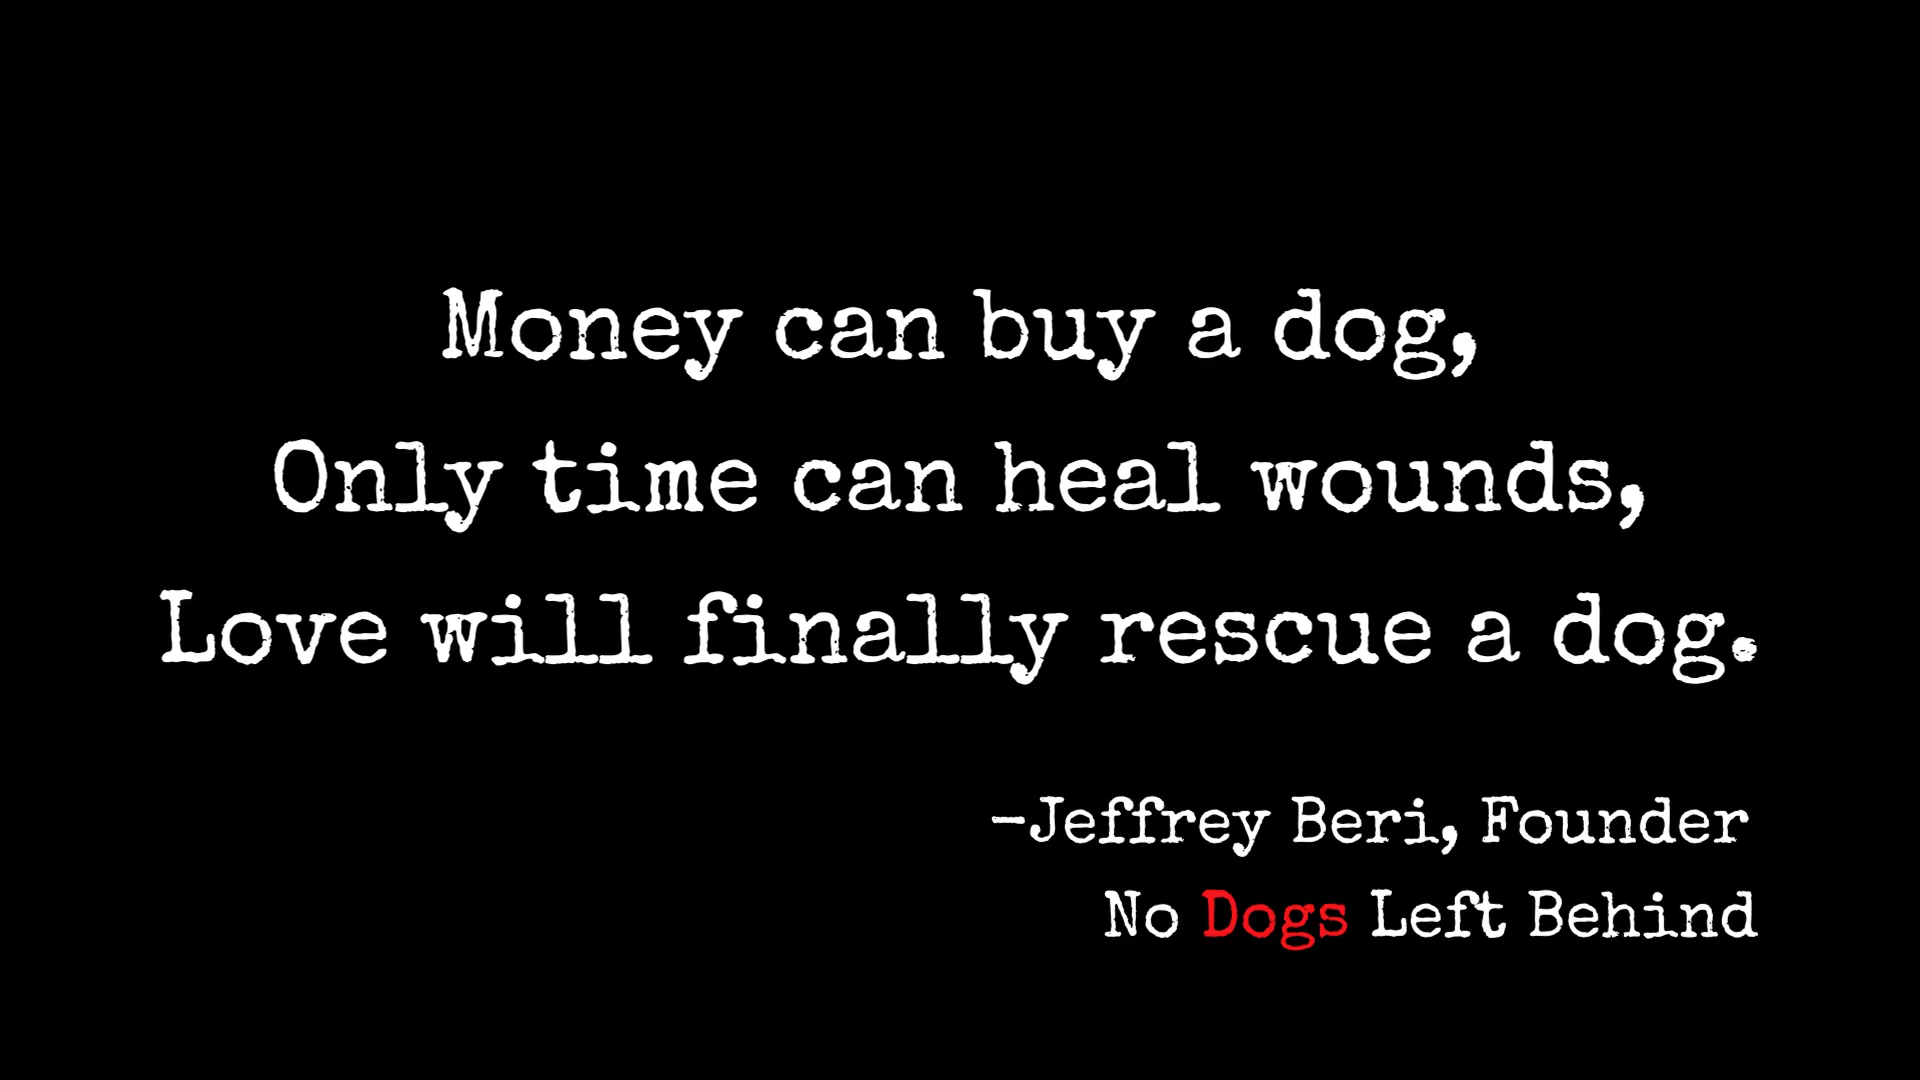 Money can buy a dog,
Only time can heal wounds,
Love will finally rescue a dog.
-Jeffrey Beri, Founder
No Dogs Left Behind